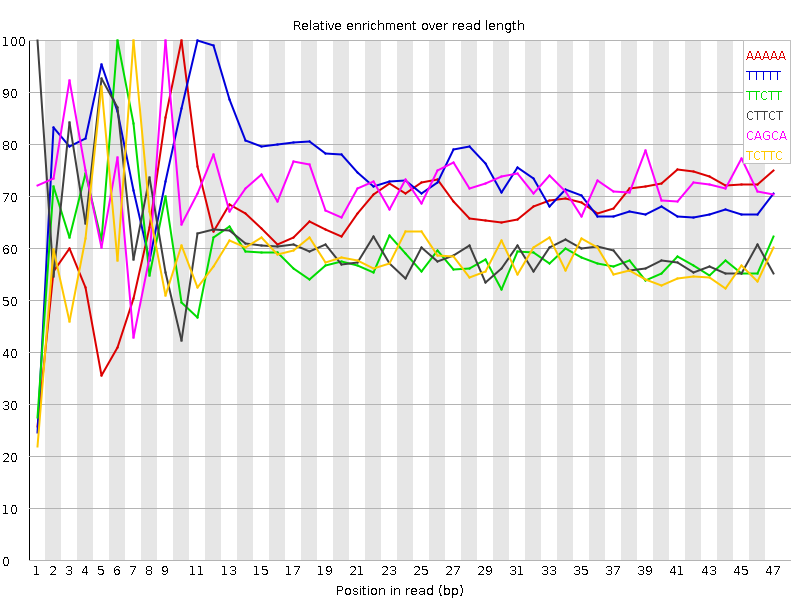 Relative enrichment over read length
100
90
80
70
60
50
40
30
20
10
0
AAAAA
TTTTT
TTCTT
CTTCT
CAGCA
TCTTC
1 2 3 4 5 6 7 8 9 11 13 15 17 19 21 23 25 27 29 31 33 35 37 39 41 43 45 47
Position in read (bp)